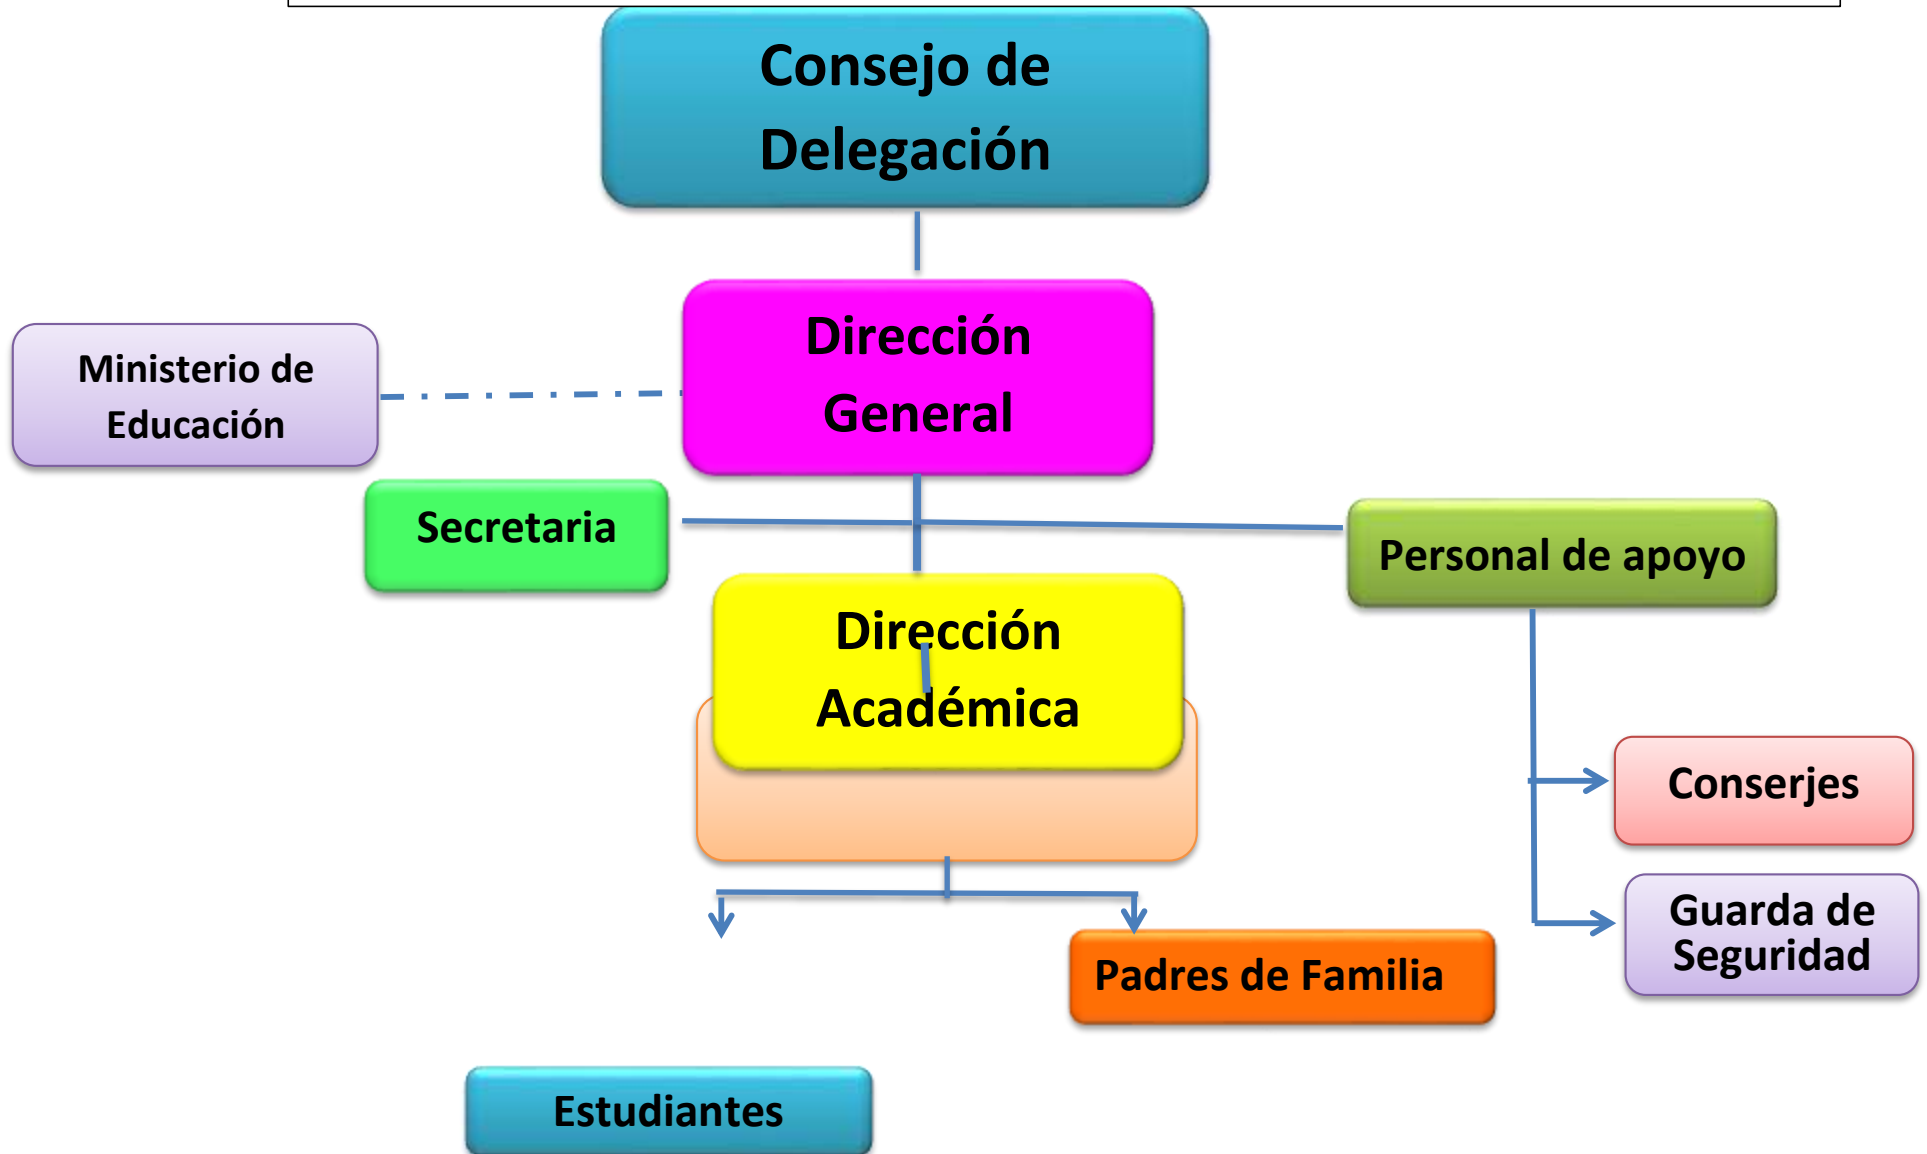 Consejo de
Delegación
Dirección
General
Ministerio de
Educación
Secretaria
Personal de apoyo
Dirección
Académica
Conserjes
Guarda de
Seguridad
Padres de Familia
Estudiantes